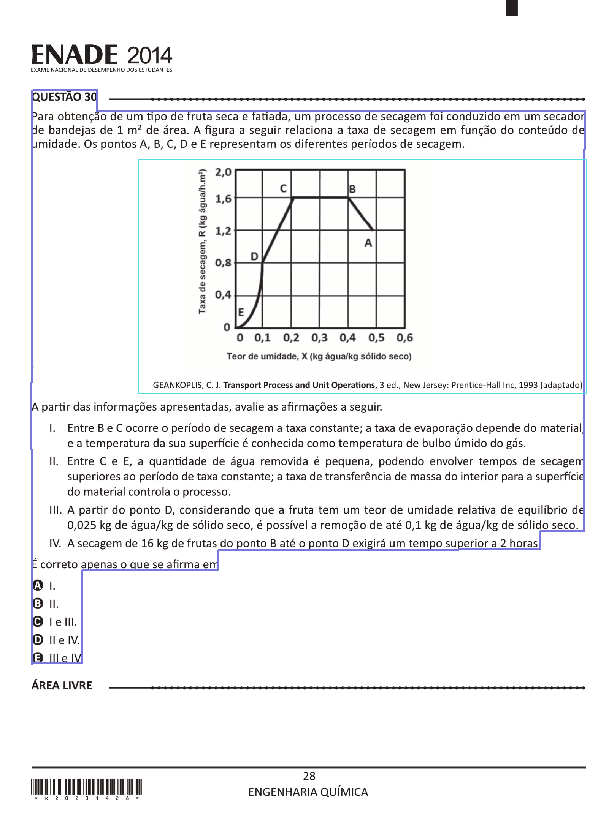 ENADE 2014
EXAME NACIONAL DE DESEMPENHO DOS ESTUDANTES
QUESTÃO 30
Para obtenção de um tipo de fruta seca e fatiada, um processo de secagem foi conduzido em um secador
de bandejas de 1 m² de área. A figura a seguir relaciona a taxa de secagem em função do conteúdo de
umidade. Os pontos A, B, C, D e E representam os diferentes períodos de secagem.
Taxa de secagem, R (kg água/h.m²)
2,0
1,6
1,2
0,8
0,4
0
C
B
A
D
E
0 0,1 0,2 0,3 0,4 0,5 0,6
Teor de umidade, X (kg água/kg sólido seco)
GEANKOPLIS, C. J. Transport Process and Unit Operations, 3 ed., New Jersey: Prentice-Hall Inc, 1993 (adaptado)
A partir das informações apresentadas, avalie as afirmações a seguir.
I. Entre B e C ocorre o período de secagem a taxa constante; a taxa de evaporação depende do material,
e a temperatura da sua superfície é conhecida como temperatura de bulbo úmido do gás.
II. Entre C e E, a quantidade de água removida é pequena, podendo envolver tempos de secagem
superiores ao período de taxa constante; a taxa de transferência de massa do interior para a superfície
do material controla o processo.
III. A partir do ponto D, considerando que a fruta tem um teor de umidade relativa de equilíbrio de
0,025 kg de água/kg de sólido seco, é possível a remoção de até 0,1 kg de água/kg de sólido seco.
IV. A secagem de 16 kg de frutas do ponto B até o ponto D exigirá um tempo superior a 2 horas
É correto apenas o que se afirma em
A I.
B II.
C I e III.
D II e IV.
E III e IV
ÁREA LIVRE
28
ENGENHARIA QUÍMICA